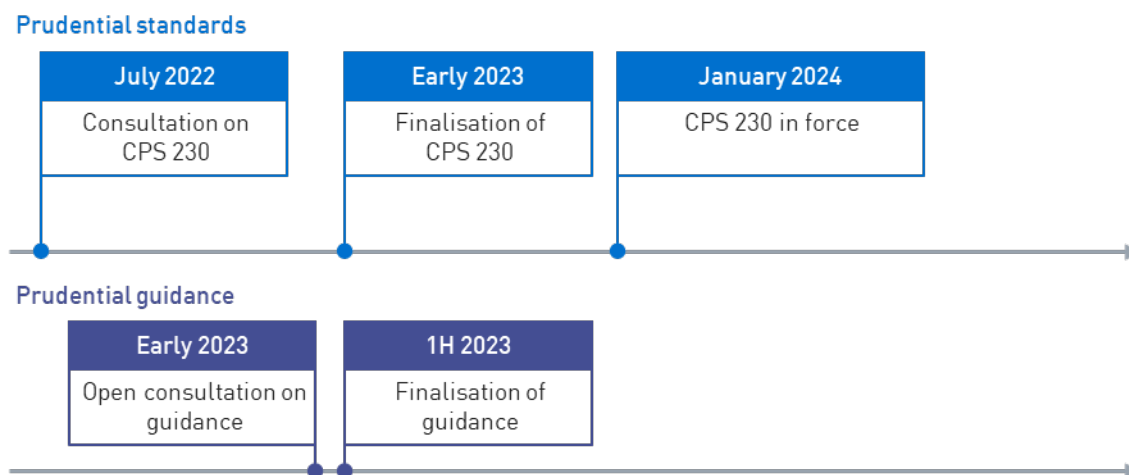 Prudential standards
July 2022
Consultation on
CPS 230
Early 2023
Finalisation of
CPS 230
January 2024
CPS 230 in force
Prudential guidance
Early 2023
Open consultation on
guidance
1H 2023
Finalisation of
guidance